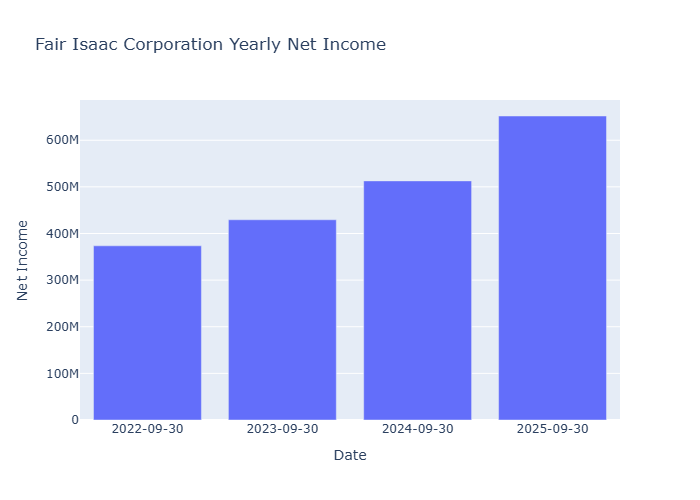 Fair Isaac Corporation Yearly Net Income
600M
500M
400M
300M
200M
100M
0
Net Income
2022-09-30 2023-09-30 2024-09-30 2025-09-30
Date